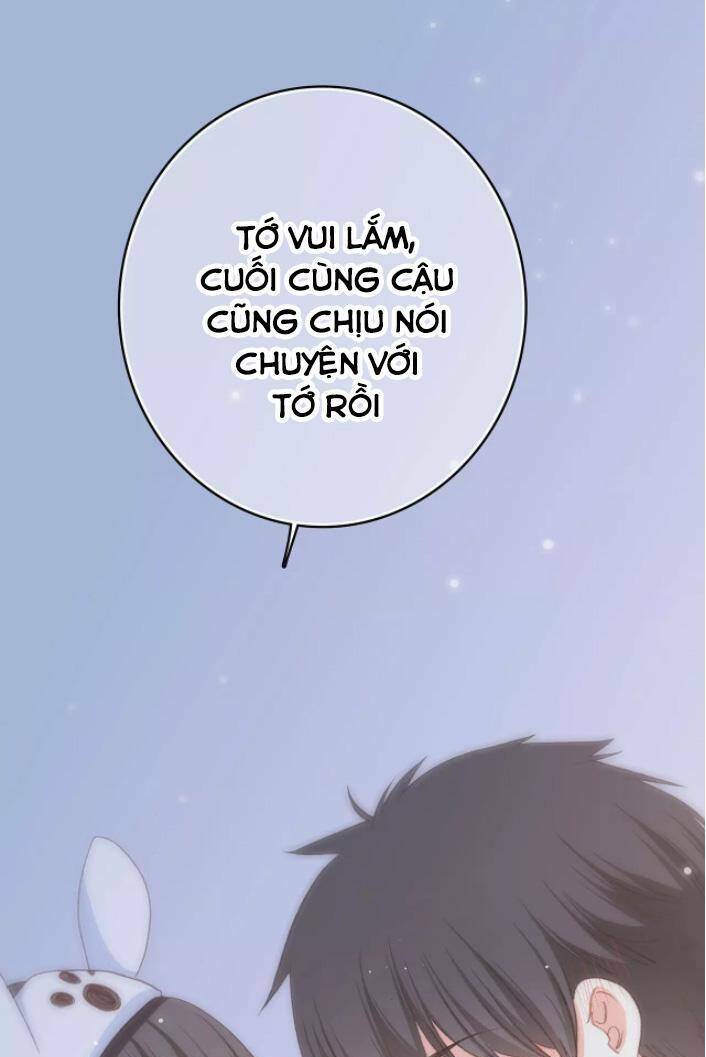 TỚ VUI LẮM,
CUỐI CÙNG CẬU
CŨNG CHỊU NÓI
CHUYỆN VỚI
TỚ RỒI